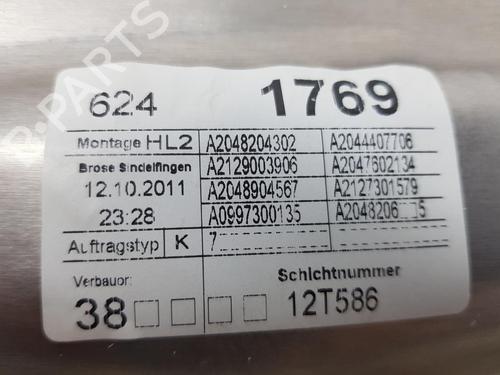 624 1769
Montage HL2 A2048204302 A2044407706
Brose Sindelfingen A2129003906 A2047602134
12.10.2011 A2048904567 A2127301579
23:28 A0997300135
Auftragstyp K 7
Verbauor: Schichtnummer
38 12T586